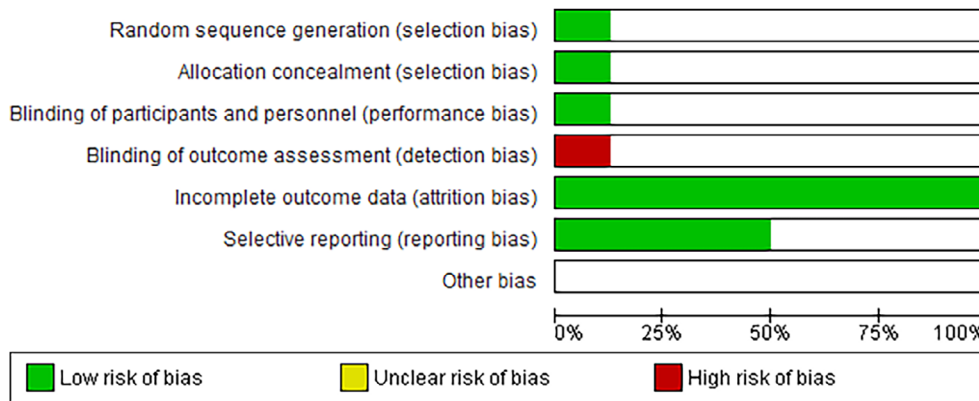 Random sequence generation (selection bias)
Allocation concealment (selection bias)
Blinding of participants and personnel (performance bias)
Blinding of outcome assessment (detection bias)
Incomplete outcome data (attrition bias)
Selective reporting (reporting bias)
Other bias
0% 25% 50% 75% 100%
Low risk of bias Unclear risk of bias High risk of bias